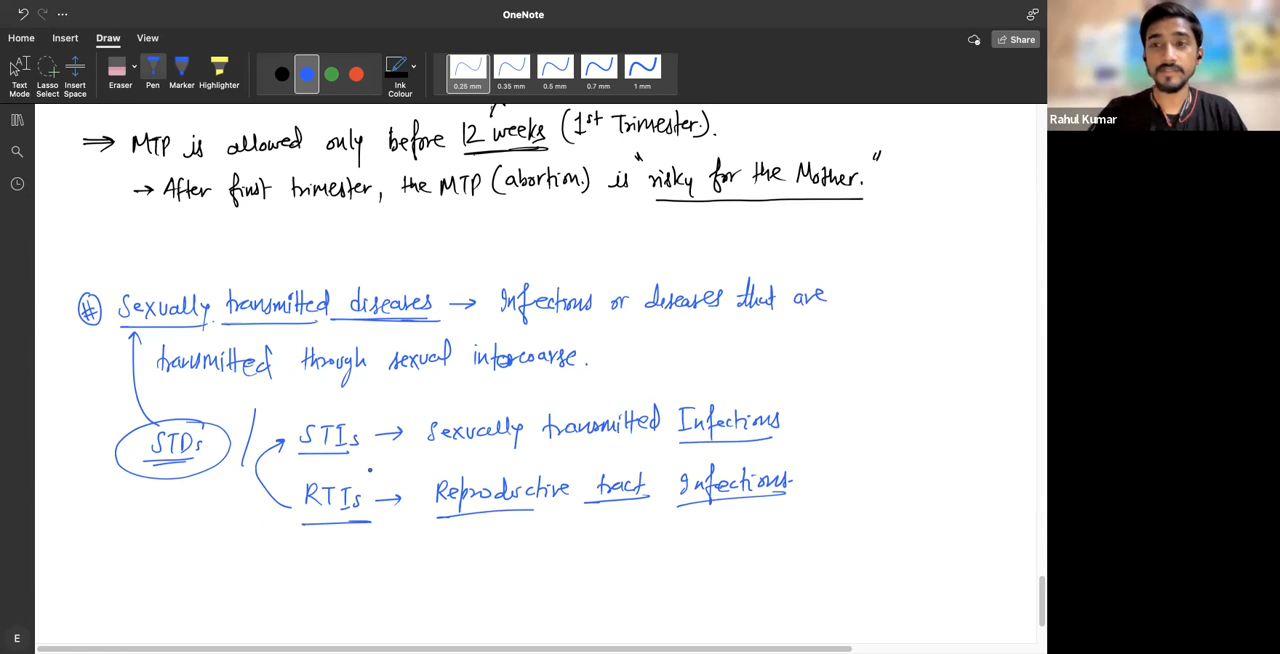 OneNote
Home Insert Draw View
Share
Text Mode Lasso Select Insert Space Eraser Pen Marker Highlighter Ink Colour 0.25 mm 0.35 mm 0.5 mm 0.7 mm 1 mm
Rahul Kumar
⇒ MTP is allowed only before 12 weeks (1st Trimester).
→ After first trimester, the MTP (abortion) is "risky for the Mother."
# Sexually transmitted diseases → Infections or diseases that are
transmitted through sexual intercoarse.
STDs / STIs → Sexually transmitted Infections
RTIs → Reproductive tract Infections
E